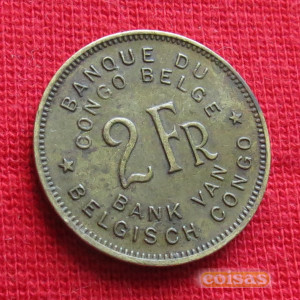 BANQUE DU
CONGO BELGE
2 FR
BANK VAN
BELGISCH CONGO
coisas